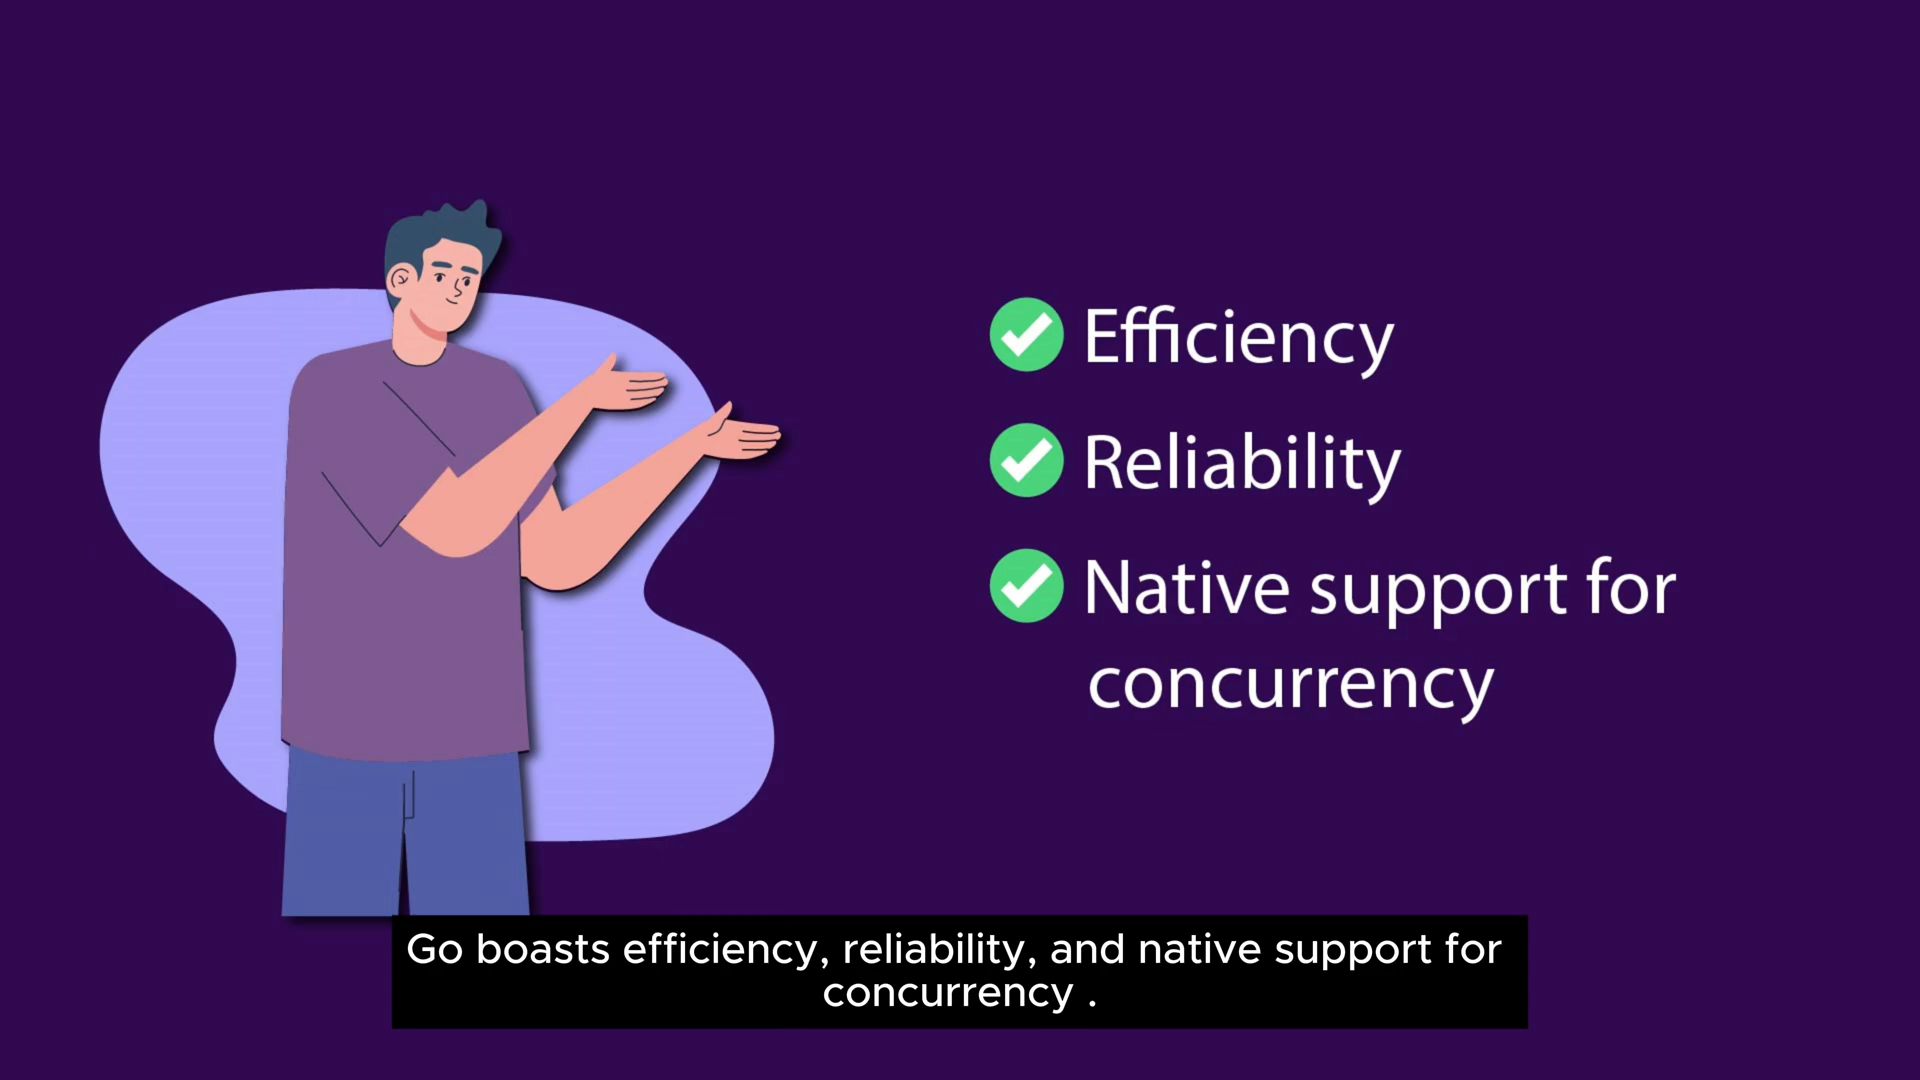 Efficiency
Reliability
Native support for
concurrency
Go boasts efficiency, reliability, and native support for
concurrency .